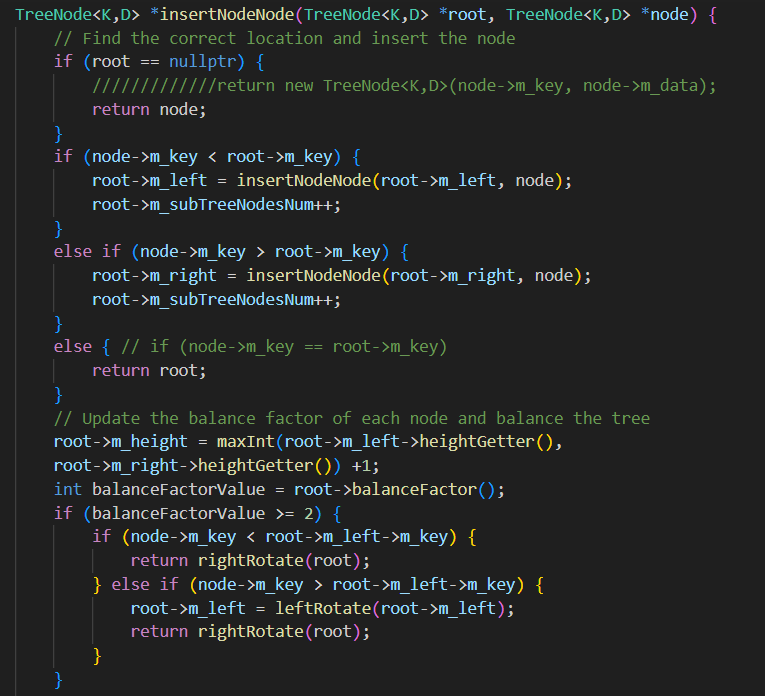 TreeNode<K,D> *insertNodeNode(TreeNode<K,D> *root, TreeNode<K,D> *node) {
    // Find the correct location and insert the node
    if (root == nullptr) {
        /////////////return new TreeNode<K,D>(node->m_key, node->m_data);
        return node;
    }
    if (node->m_key < root->m_key) {
        root->m_left = insertNodeNode(root->m_left, node);
        root->m_subTreeNodesNum++;
    }
    else if (node->m_key > root->m_key) {
        root->m_right = insertNodeNode(root->m_right, node);
        root->m_subTreeNodesNum++;
    }
    else { // if (node->m_key == root->m_key)
        return root;
    }
    // Update the balance factor of each node and balance the tree
    root->m_height = maxInt(root->m_left->heightGetter(),
    root->m_right->heightGetter()) +1;
    int balanceFactorValue = root->balanceFactor();
    if (balanceFactorValue >= 2) {
        if (node->m_key < root->m_left->m_key) {
            return rightRotate(root);
        } else if (node->m_key > root->m_left->m_key) {
            root->m_left = leftRotate(root->m_left);
            return rightRotate(root);
        }
    }